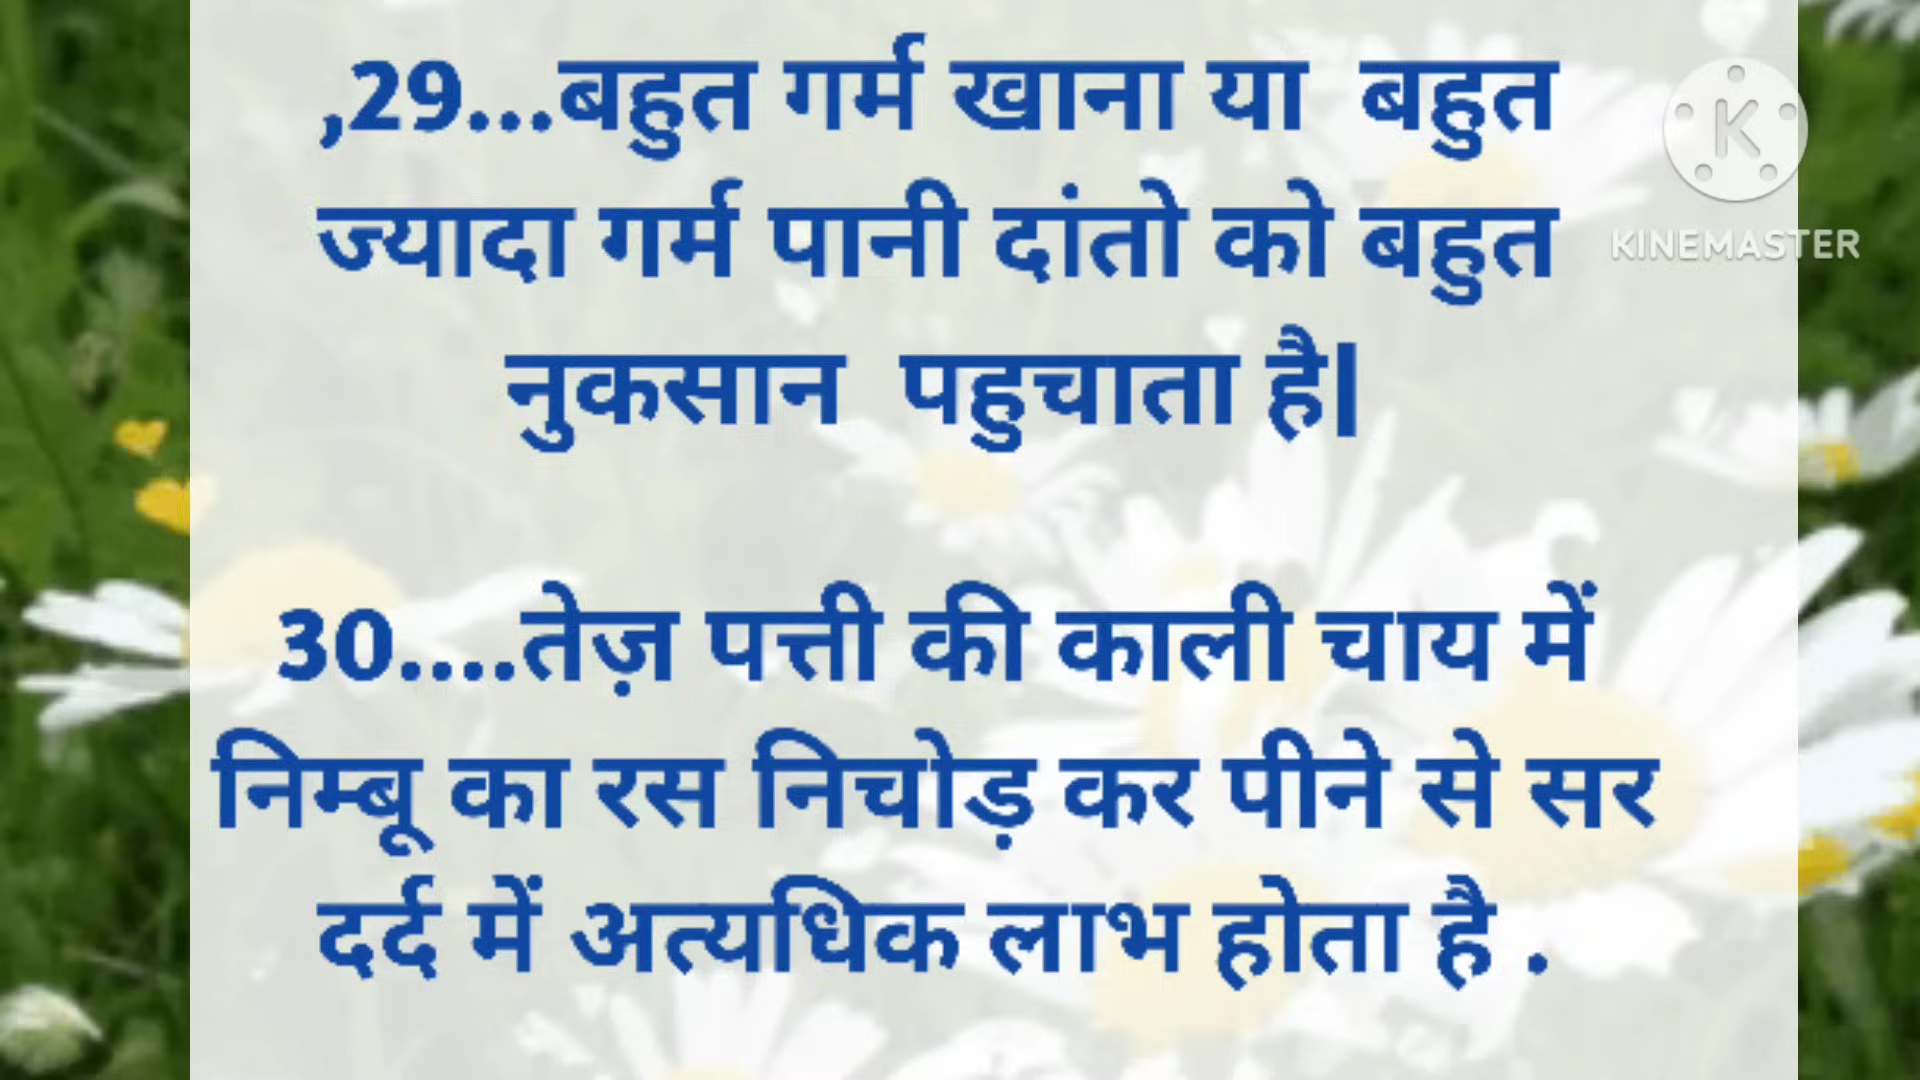 ,29...बहुत गर्म खाना या बहुत
ज्यादा गर्म पानी दांतो को बहुत
नुकसान पहुचाता है|
30....तेज़ पत्ती की काली चाय में
निम्बू का रस निचोड़ कर पीने से सर
दर्द में अत्यधिक लाभ होता है .
K
KINEMASTER